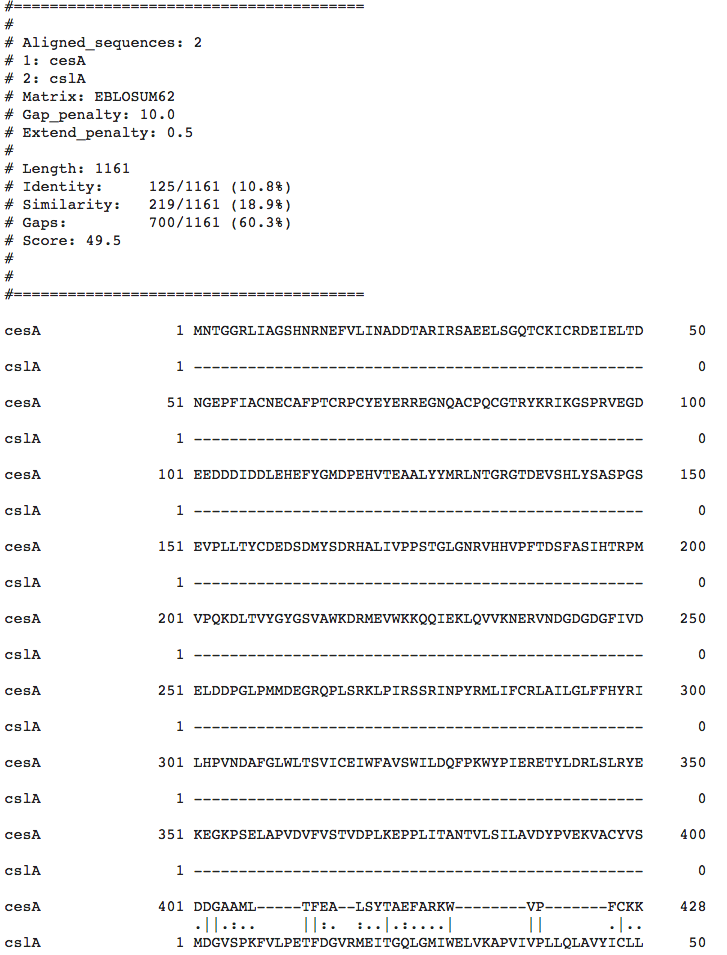 #=======================================
#
# Aligned_sequences: 2
# 1: cesA
# 2: cslA
# Matrix: EBLOSUM62
# Gap_penalty: 10.0
# Extend_penalty: 0.5
#
# Length: 1161
# Identity:     125/1161 (10.8%)
# Similarity:   219/1161 (18.9%)
# Gaps:         700/1161 (60.3%)
# Score: 49.5
#
#
#=======================================
cesA               1 MNTGGRLIAGSHNRNEFVLINADDTARIRSAEELSGQTCKICRDEIELTD     50
cslA               1 --------------------------------------------------      0
cesA              51 NGEPFIACNECAFPTCRPCYEYERREGNQACPQCGTRYKRIKGSPRVEGD    100
cslA               1 --------------------------------------------------      0
cesA             101 EEDDDIDDLEHEFYGMDPEHVTEAALYYMRLNTGRGTDEVSHLYSASPGS    150
cslA               1 --------------------------------------------------      0
cesA             151 EVPLLTYCDEDSDMYSDRHALIVPPSTGLGNRVHHVPFTDSFASIHTRPM    200
cslA               1 --------------------------------------------------      0
cesA             201 VPQKDLTVYGYGSVAWKDRMEVWKKQQIEKLQVVKNERVNDGDGDGFIVD    250
cslA               1 --------------------------------------------------      0
cesA             251 ELDDPGLPMMDEGRQPLSRKLPIRSSRINPYRMLIFCRLAILGLFFHYRI    300
cslA               1 --------------------------------------------------      0
cesA             301 LHPVNDAFGLWLTSVICEIWFAVSWILDQFPKWYPIERETYLDRLSLRYE    350
cslA               1 --------------------------------------------------      0
cesA             351 KEGKPSELAPVDVFVSTVDPLKEPPLITANTVLSILAVDYPVEKVACYVS    400
cslA               1 --------------------------------------------------      0
cesA             401 DDGAAML-----TFEA--LSYTAEFARKW--------VP-------FCKK    428
                     .||.:..     ||:.  :..|.:....|        ||        |..
cslA               1 MDGVSPKFVLPETFDGVRMEITGQLGMIWELVKAPVIVPLLQLAVYICLL     50